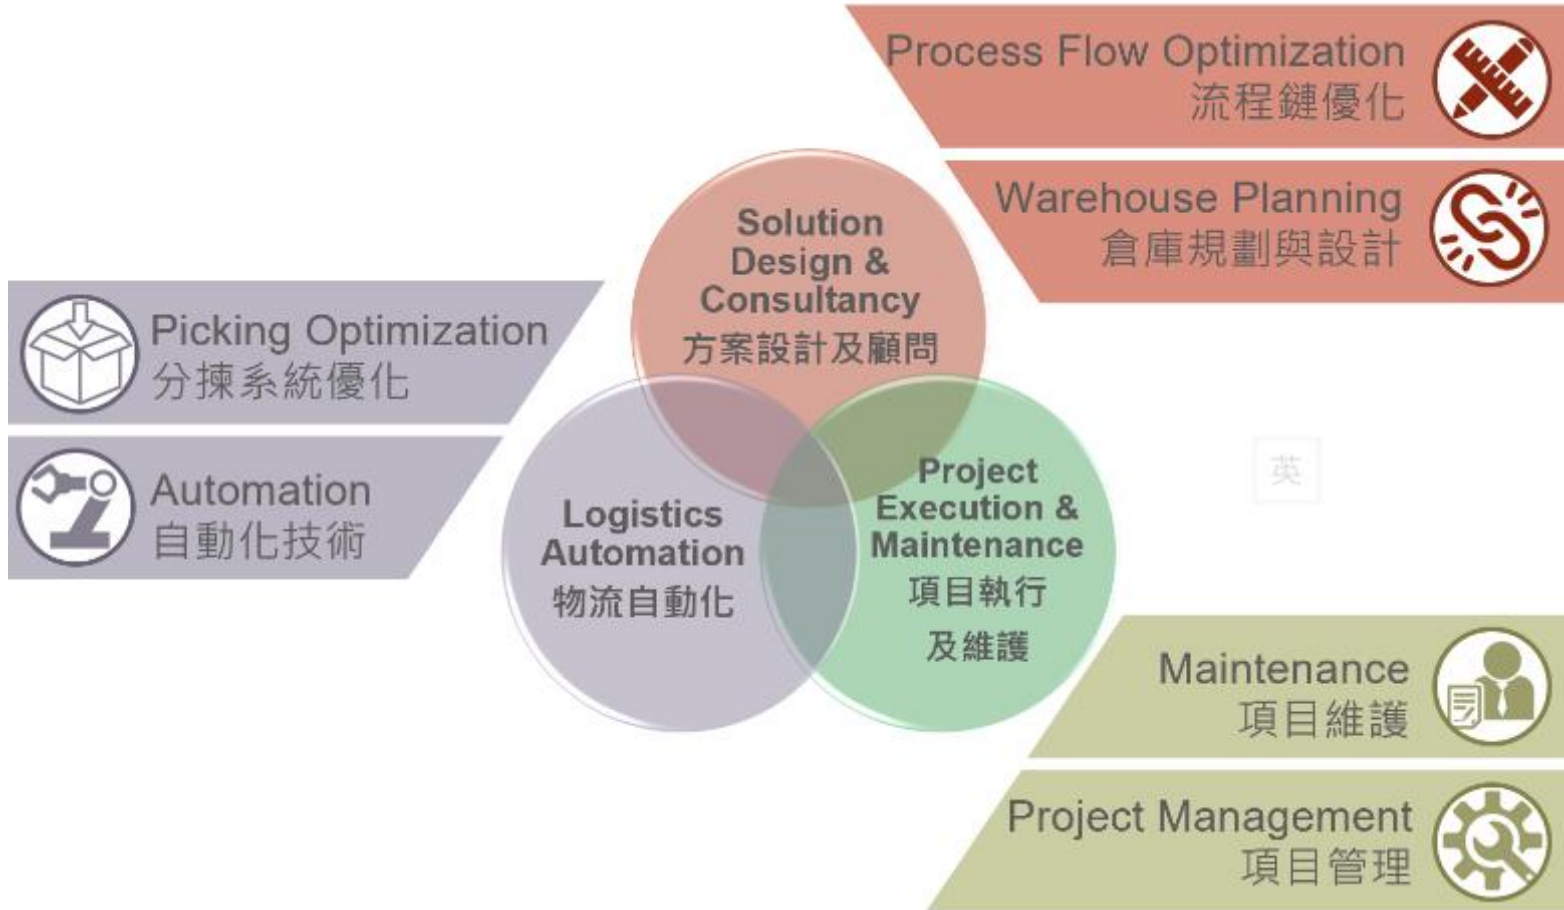 Process Flow Optimization
流程鏈優化
Warehouse Planning
倉庫規劃與設計
Solution
Design &
Consultancy
方案設計及顧問
Picking Optimization
分揀系統優化
Automation
自動化技術
Logistics
Automation
物流自動化
Project
Execution &
Maintenance
項目執行
及維護
英
Maintenance
項目維護
Project Management
項目管理